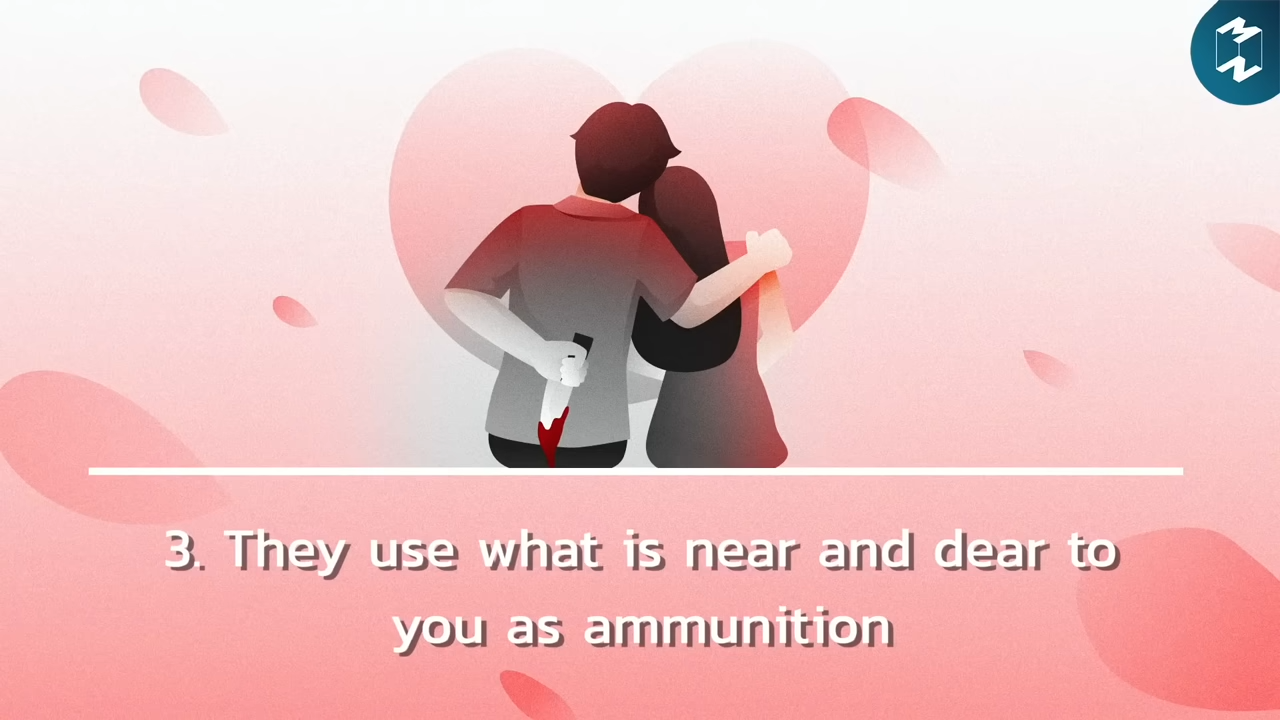 3. They use what is near and dear to
you as ammunition